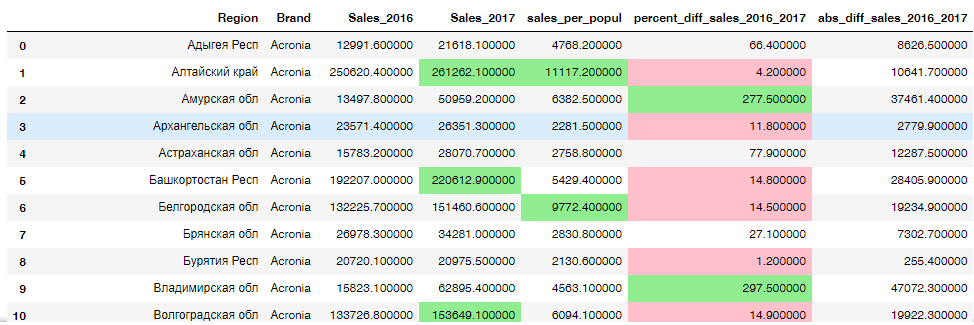 Region Brand Sales_2016 Sales_2017 sales_per_popul percent_diff_sales_2016_2017 abs_diff_sales_2016_2017
0 Адыгея Респ Acronia 12991.600000 21618.100000 4768.200000 66.400000 8626.500000
1 Алтайский край Acronia 250620.400000 261262.100000 11117.200000 4.200000 10641.700000
2 Амурская обл Acronia 13497.800000 50959.200000 6382.500000 277.500000 37461.400000
3 Архангельская обл Acronia 23571.400000 26351.300000 2281.500000 11.800000 2779.900000
4 Астраханская обл Acronia 15783.200000 28070.700000 2758.800000 77.900000 12287.500000
5 Башкортостан Респ Acronia 192207.000000 220612.900000 5429.400000 14.800000 28405.900000
6 Белгородская обл Acronia 132225.700000 151460.600000 9772.400000 14.500000 19234.900000
7 Брянская обл Acronia 26978.300000 34281.000000 2830.800000 27.100000 7302.700000
8 Бурятия Респ Acronia 20720.100000 20975.500000 2130.600000 1.200000 255.400000
9 Владимирская обл Acronia 15823.100000 62895.400000 4563.100000 297.500000 47072.300000
10 Волгоградская обл Acronia 133726.800000 153649.100000 6094.100000 14.900000 19922.300000